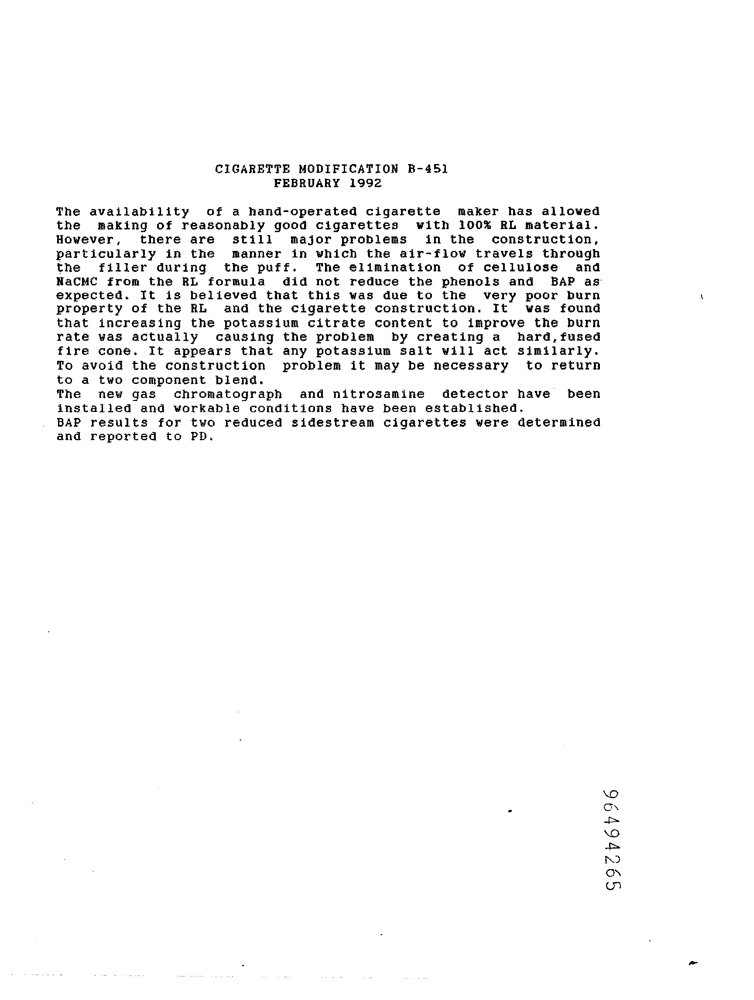 CIGARETTE MODIFICATION B-451
FEBRUARY 1992
The availability of a hand-operated cigarette maker has allowed
the making of reasonably good cigarettes with 100% RL material.
However, there are still major problems in the construction,
particularly in the manner in which the air-flow travels through
the filler during the puff. The elimination of cellulose and
NaCMC from the RL formula did not reduce the phenols and BAP as
expected. It is believed that this was due to the very poor burn
property of the RL and the cigarette construction. It was found
that increasing the potassium citrate content to improve the burn
rate was actually causing the problem by creating a hard,fused
fire cone. It appears that any potassium salt will act similarly.
To avoid the construction problem it may be necessary to return
to a two component blend.
The new gas chromatograph and nitrosamine detector have been
installed and workable conditions have been established.
BAP results for two reduced sidestream cigarettes were determined
and reported to PD.
96494265